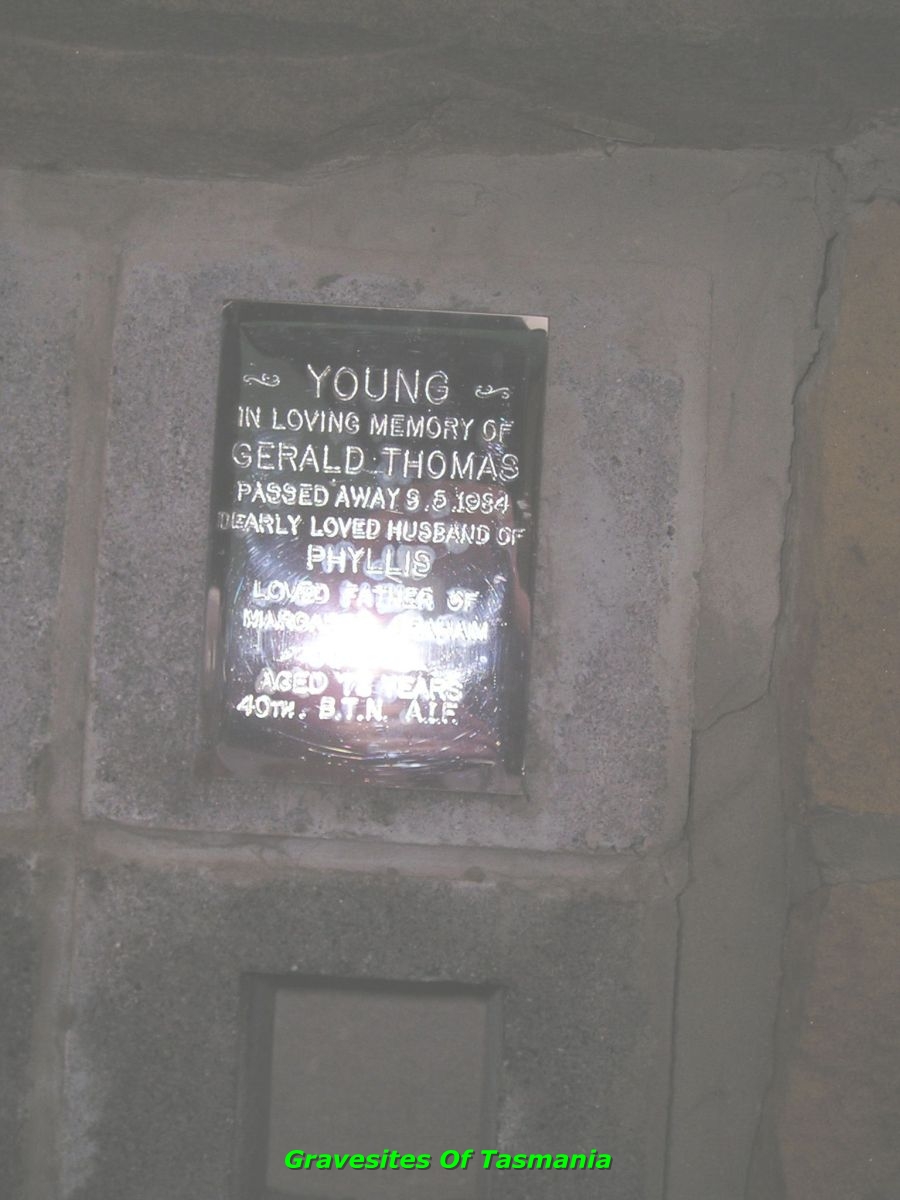 YOUNG
IN LOVING MEMORY OF
GERALD THOMAS
PASSED AWAY 9.5.1984
DEARLY LOVED HUSBAND OF
PHYLLIS
LOVED FATHER OF
AGED YEARS
40TH. B.T.N. A.I.F.
Gravesites Of Tasmania